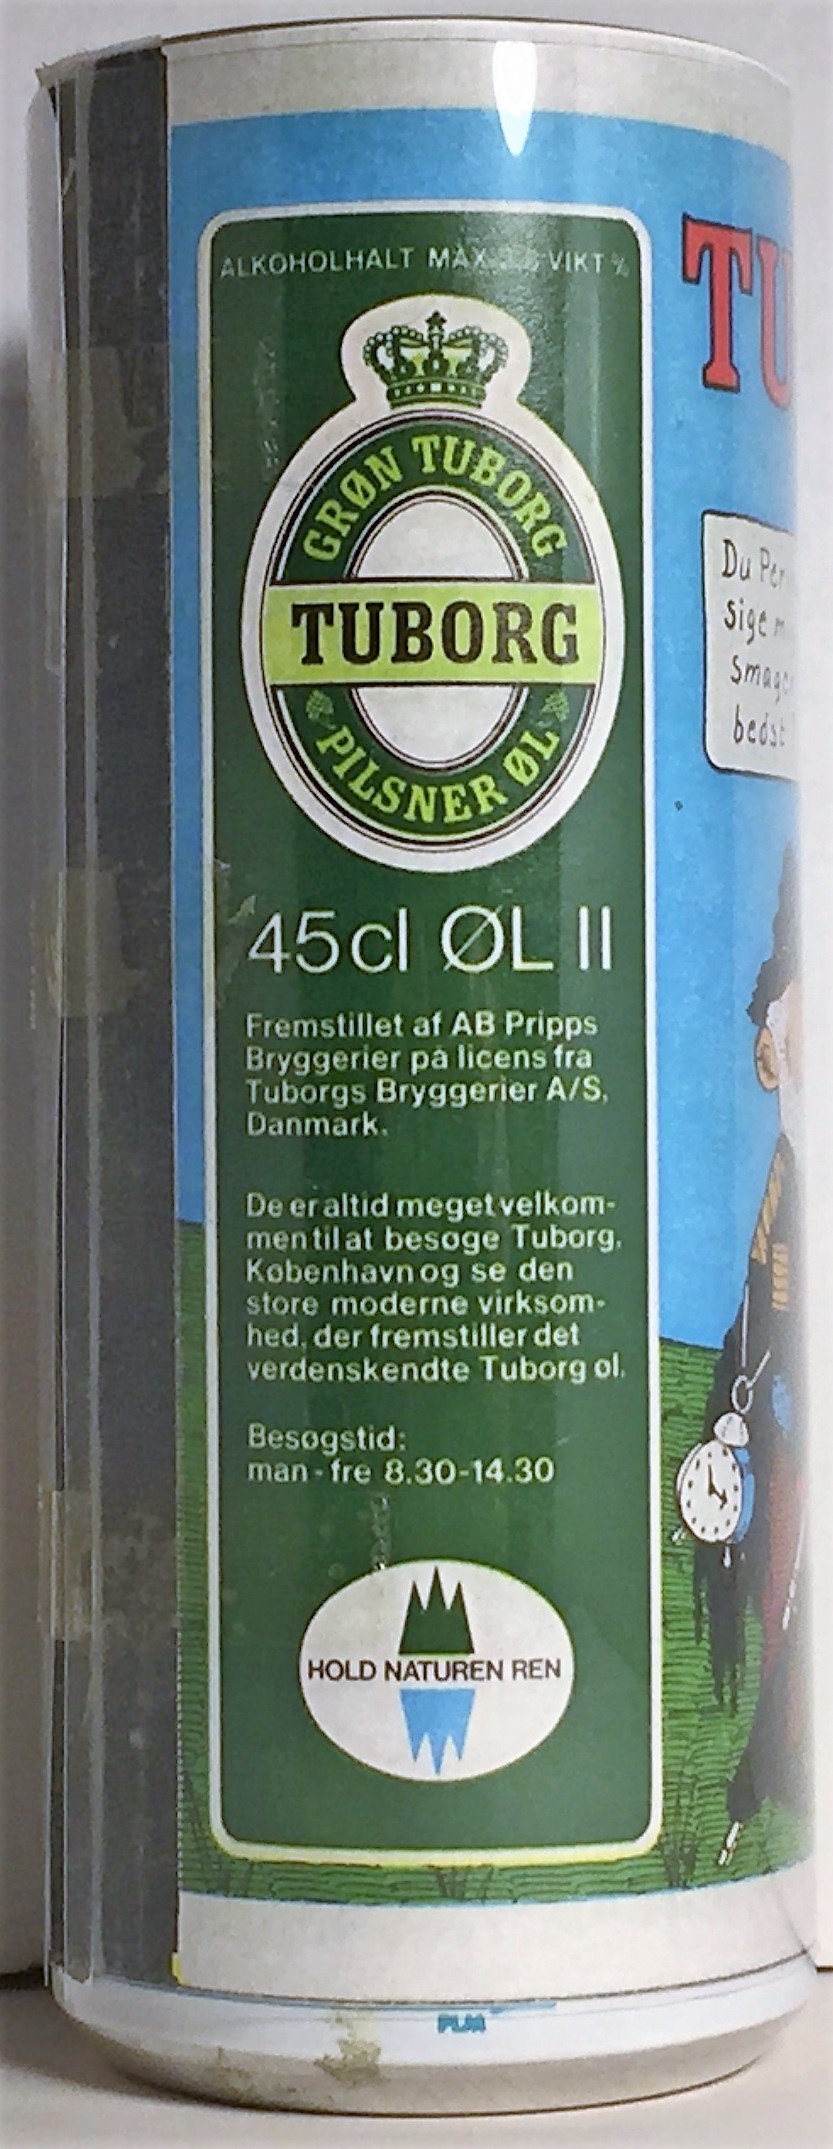 ALKOHOLHALT MAX VIKT %
GRØN TUBORG
TUBORG
PILSNER ØL
45cl ØL II
Fremstillet af AB Pripps
Bryggerier på licens fra
Tuborgs Bryggerier A/S,
Danmark.
De er altid meget velkom-
men til at besøge Tuborg,
København og se den
store moderne virksom-
hed, der fremstiller det
verdenskendte Tuborg øl.
Besøgstid:
man-fre 8.30-14.30
HOLD NATUREN REN
TU
Du Per
sige
smag
bedst
PLM